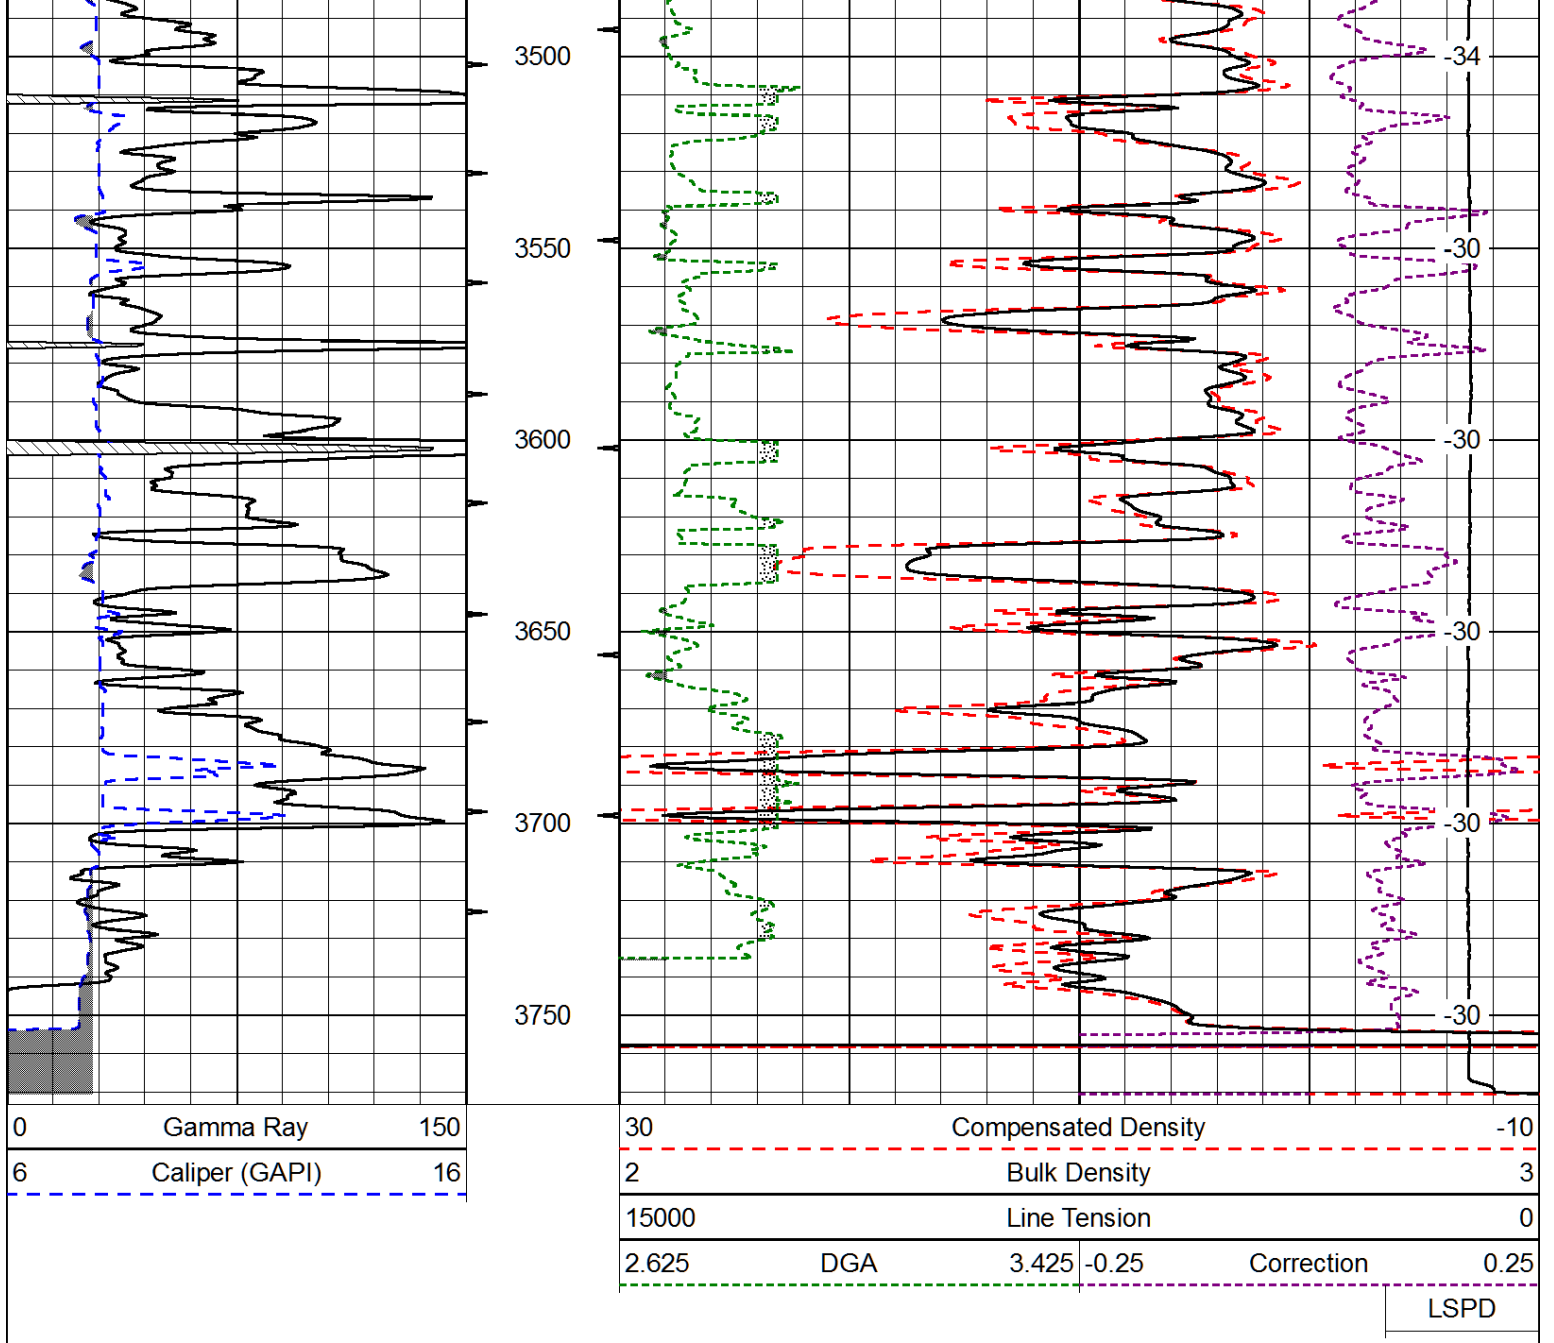 3500 -34
3550 -30
3600 -30
3650 -30
3700 -30
3750 -30
0 Gamma Ray 150
6 Caliper (GAPI) 16
30 Compensated Density -10
2 Bulk Density 3
15000 Line Tension 0
2.625 DGA 3.425 -0.25 Correction 0.25
LSPD